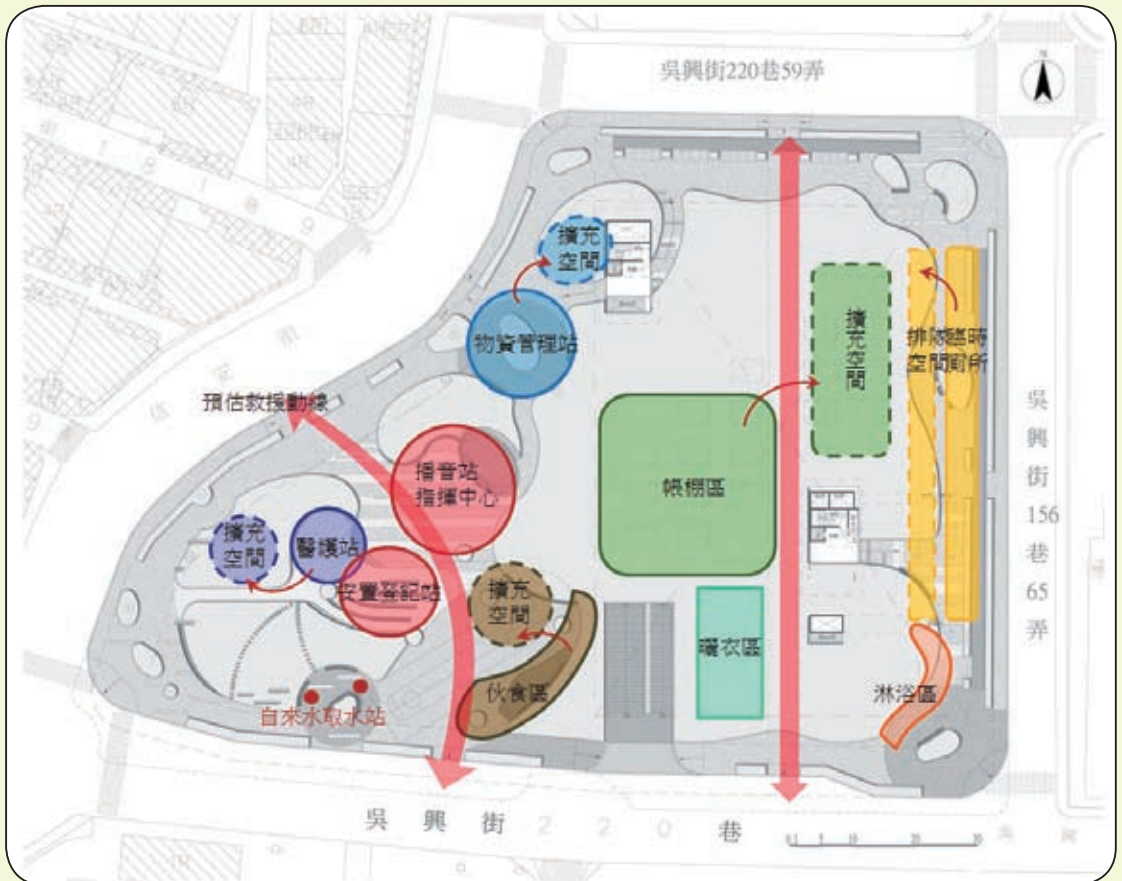 吳興街220巷59弄
N
擴充
空間
物資管理站
擴充
空間
排隊
空間
臨時
廁所
預估救援動線
播音站
指揮中心
帳棚區
吳
興
街
156
巷
65
弄
擴充
空間
醫護站
安置登記站
擴充
空間
曬衣區
伙食區
淋浴區
自來水取水站
吳興街220巷